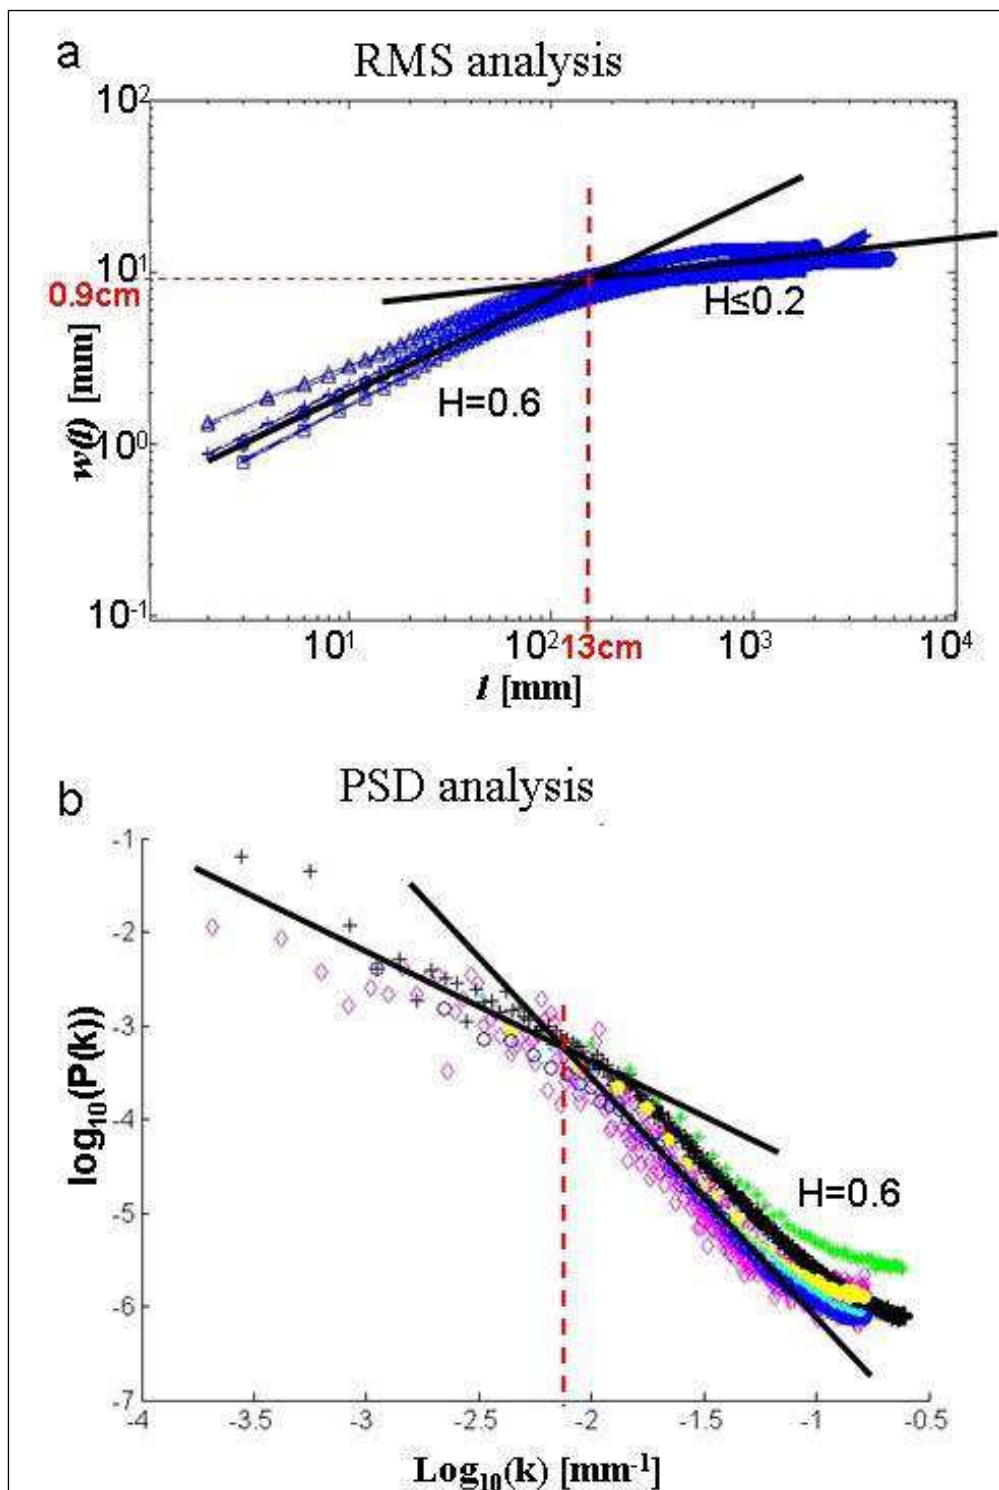 a
RMS analysis
10²
10¹
0.9cm
H≤0.2
w(l) [mm]
H=0.6
10⁰
10⁻¹
10¹
10²
13cm
10³
10⁴
l [mm]
b
PSD analysis
-1
-2
-3
log₁₀(P(k))
-4
H=0.6
-5
-6
-7
-4
-3.5
-3
-2.5
-2
-1.5
-1
-0.5
Log₁₀(k) [mm⁻¹]